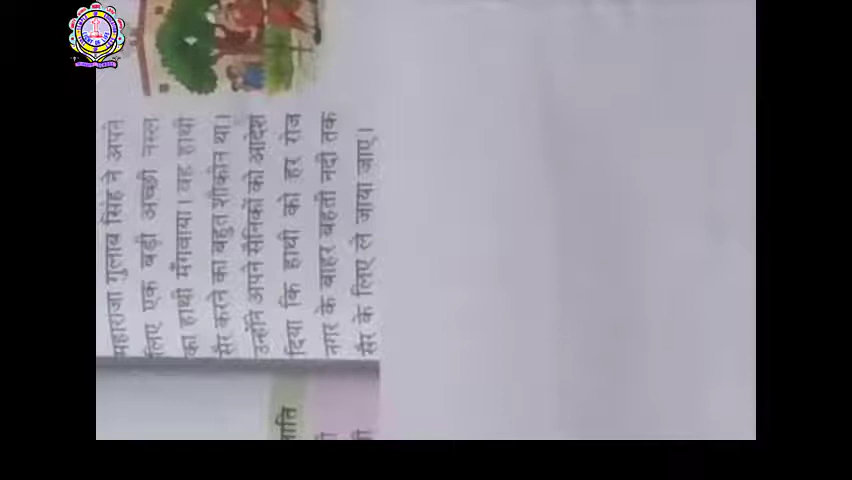 महाराजा गुलाब सिंह ने अपने
लिए एक बड़ी अच्छी नस्ल
का हाथी मँगवाया। वह हाथी
सैर करने का बहुत शौकीन था।
उन्होंने अपने सैनिकों को आदेश
दिया कि हाथी को हर रोज
नगर के बाहर बहती नदी तक
सैर के लिए ले जाया जाए।